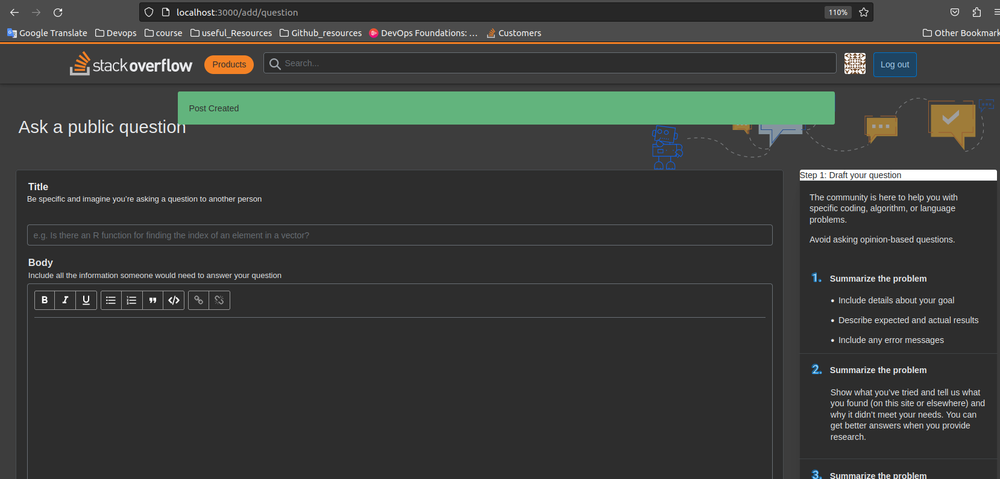 localhost:3000/add/question
110%
Google Translate Devops course useful_Resources Github_resources DevOps Foundations: ... Customers Other Bookmark
stackoverflow Products Search... Log out
Post Created
Ask a public question
Title
Be specific and imagine you’re asking a question to another person
e.g. Is there an R function for finding the index of an element in a vector?
Body
Include all the information someone would need to answer your question
B I U
Step 1: Draft your question
The community is here to help you with
specific coding, algorithm, or language
problems.
Avoid asking opinion-based questions.
1. Summarize the problem
Include details about your goal
Describe expected and actual results
Include any error messages
2. Summarize the problem
Show what you’ve tried and tell us what
you found (on this site or elsewhere) and
why it didn’t meet your needs. You can
get better answers when you provide
research.
3. Summarize the problem